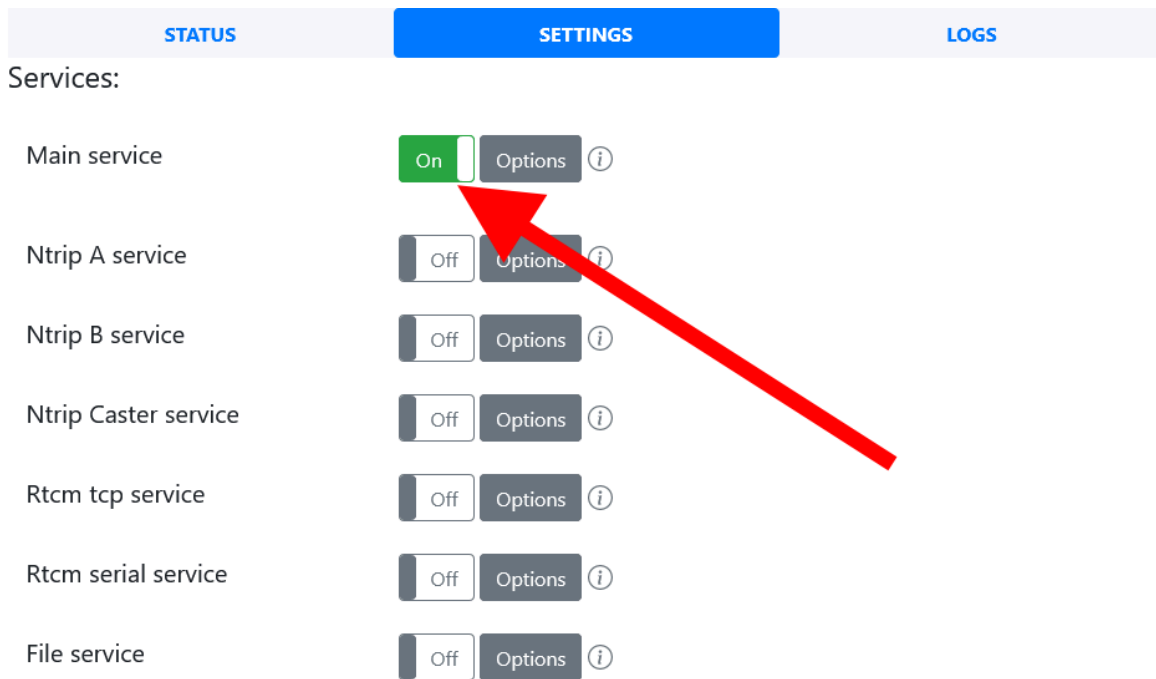 STATUS SETTINGS LOGS
Services:
Main service On Options i
Ntrip A service Off Options i
Ntrip B service Off Options i
Ntrip Caster service Off Options i
Rtcm tcp service Off Options i
Rtcm serial service Off Options i
File service Off Options i